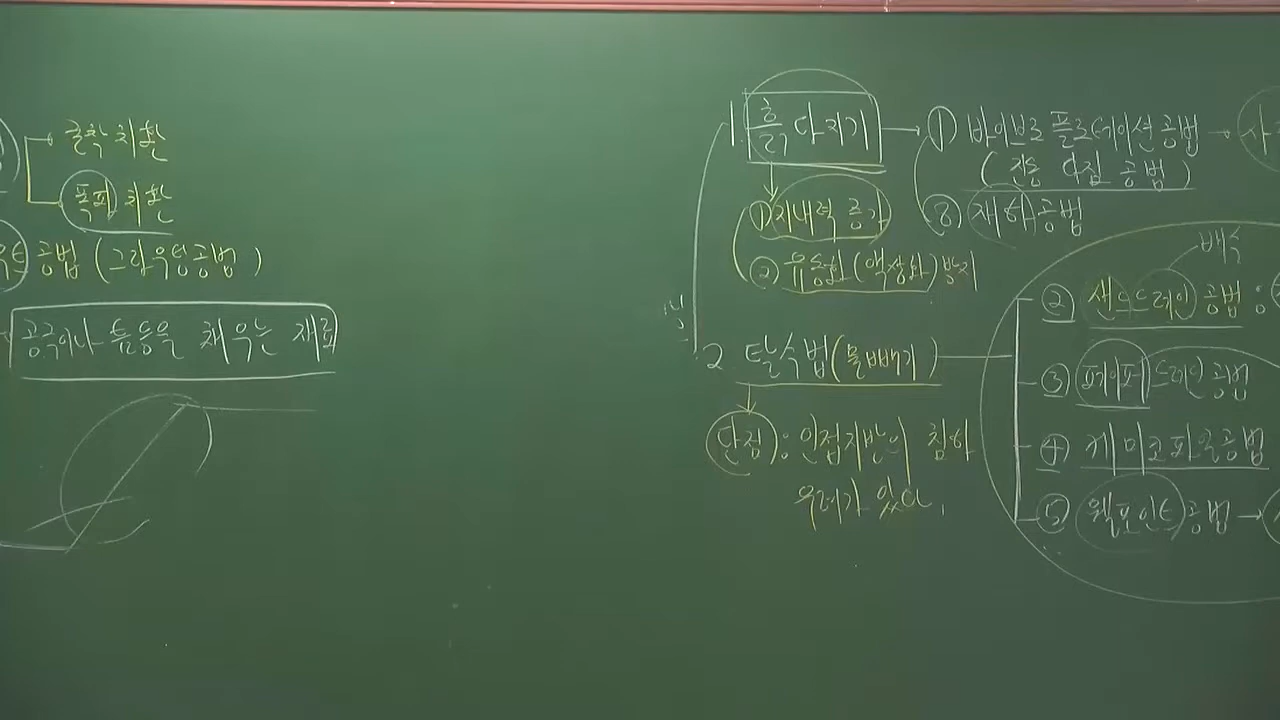 굴착 치환
폭파 치환
공법 (그라우팅공법)
공극이나 틈 등을 채우는 재료
1. 흙 다지기 → ① 바이브로 플로테이션 공법 → 사
(진동 다짐 공법)
① 지내력 증가
⑧ 재하공법
② 유동화(액상화)방지
배수
② 샌드드레인 공법 :
2. 탈수법(물빼기)
③ 페이퍼드레인 공법
단점 : 인접지반이 침하
우려가 있다.
④ 케미코파일공법
⑤ 웰포인트 공법 →